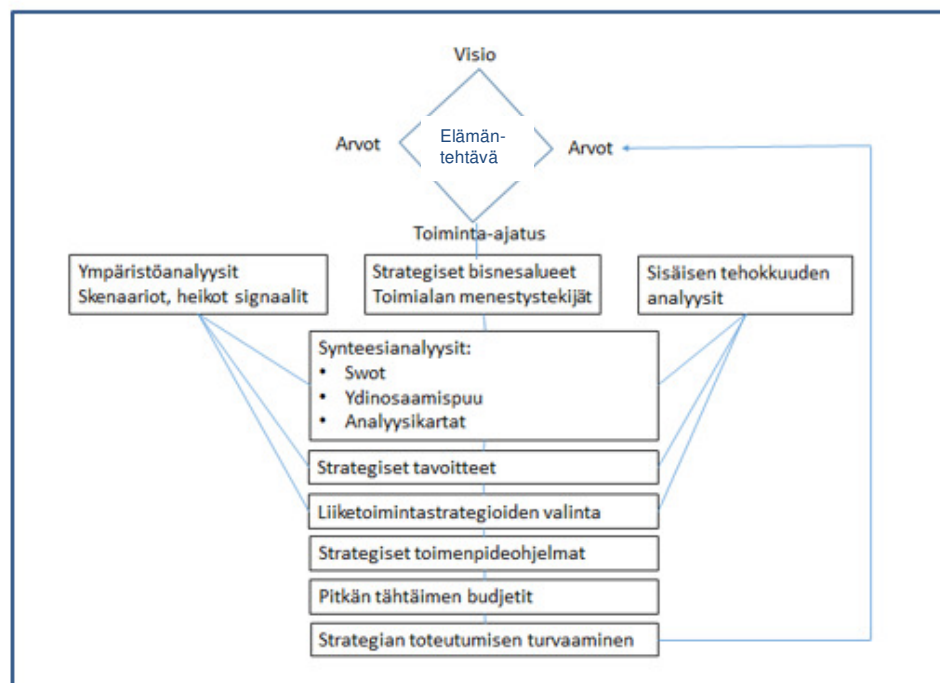 Visio
Arvot
Elämän-
tehtävä
Arvot
Toiminta-ajatus
Ympäristöanalyysit
Skenaariot, heikot signaalit
Strategiset bisnesalueet
Toimialan menestystekijät
Sisäisen tehokkuuden
analyysit
Synteesianalyysit:
• Swot
• Ydinosaamispuu
• Analyysikartat
Strategiset tavoitteet
Liiketoimintastrategioiden valinta
Strategiset toimenpideohjelmat
Pitkän tähtäimen budjetit
Strategian toteutumisen turvaaminen